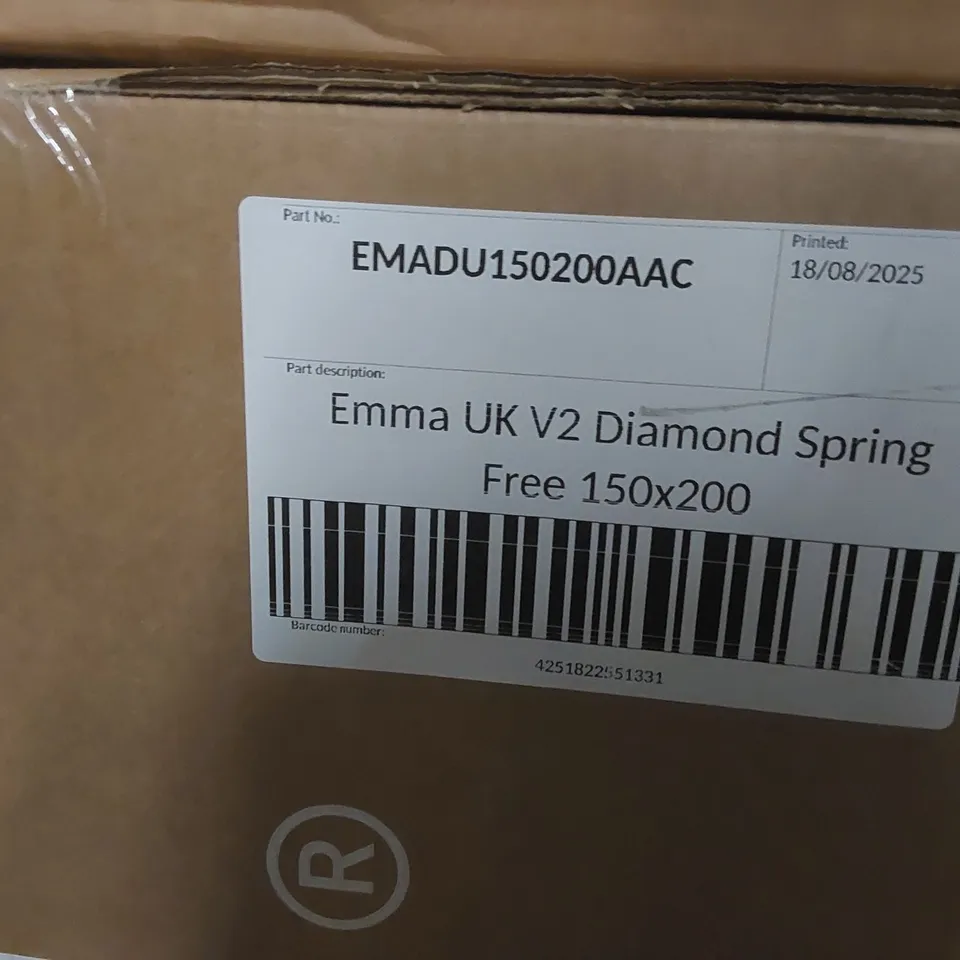 Part No.:
EMADU150200AAC
Printed:
18/08/2025
Part description:
Emma UK V2 Diamond Spring
Free 150x200
Barcode number:
4251822551331
®